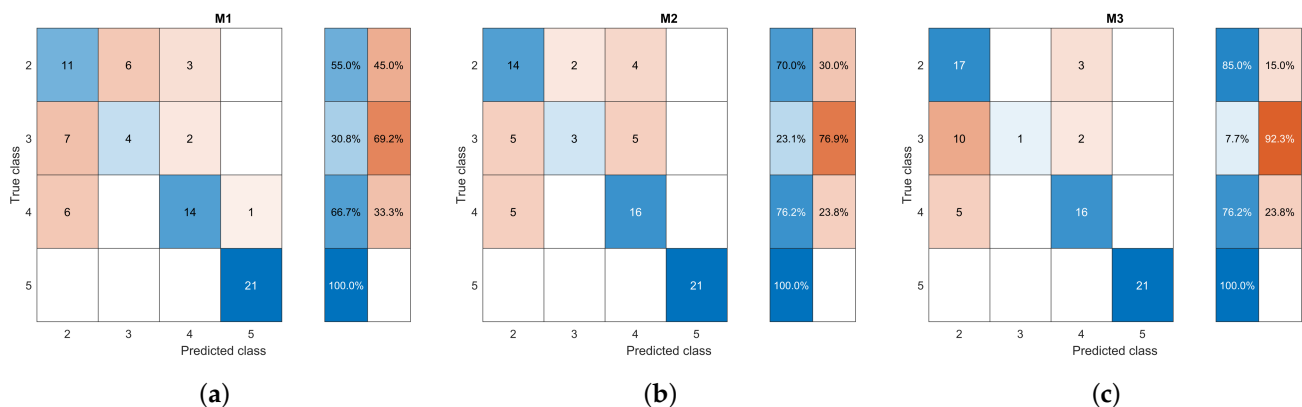 M1
True class
2 11 6 3 55.0% 45.0%
3 7 4 2 30.8% 69.2%
4 6 14 1 66.7% 33.3%
5 21 100.0%
2 3 4 5
Predicted class
(a)
M2
True class
2 14 2 4 70.0% 30.0%
3 5 3 5 23.1% 76.9%
4 5 16 76.2% 23.8%
5 21 100.0%
2 3 4 5
Predicted class
(b)
M3
True class
2 17 3 85.0% 15.0%
3 10 1 2 7.7% 92.3%
4 5 16 76.2% 23.8%
5 21 100.0%
2 3 4 5
Predicted class
(c)